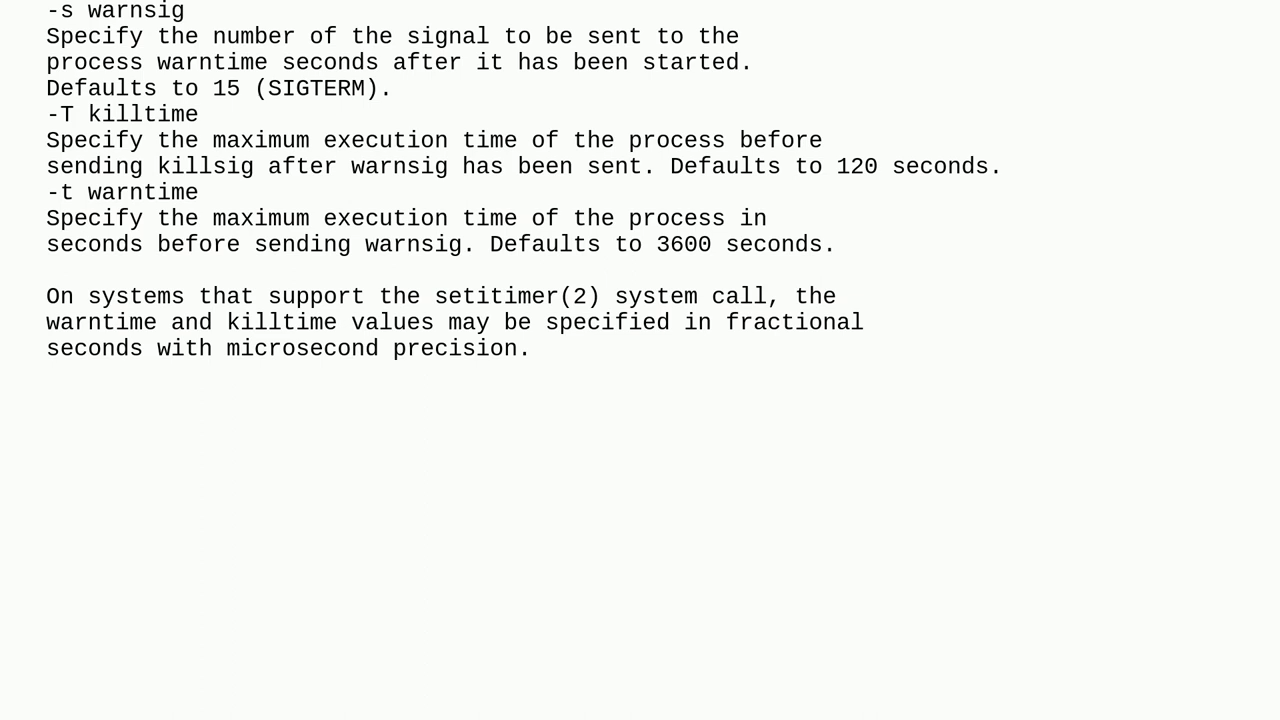 -s warnsig
Specify the number of the signal to be sent to the
process warntime seconds after it has been started.
Defaults to 15 (SIGTERM).
-T killtime
Specify the maximum execution time of the process before
sending killsig after warnsig has been sent. Defaults to 120 seconds.
-t warntime
Specify the maximum execution time of the process in
seconds before sending warnsig. Defaults to 3600 seconds.

On systems that support the setitimer(2) system call, the
warntime and killtime values may be specified in fractional
seconds with microsecond precision.